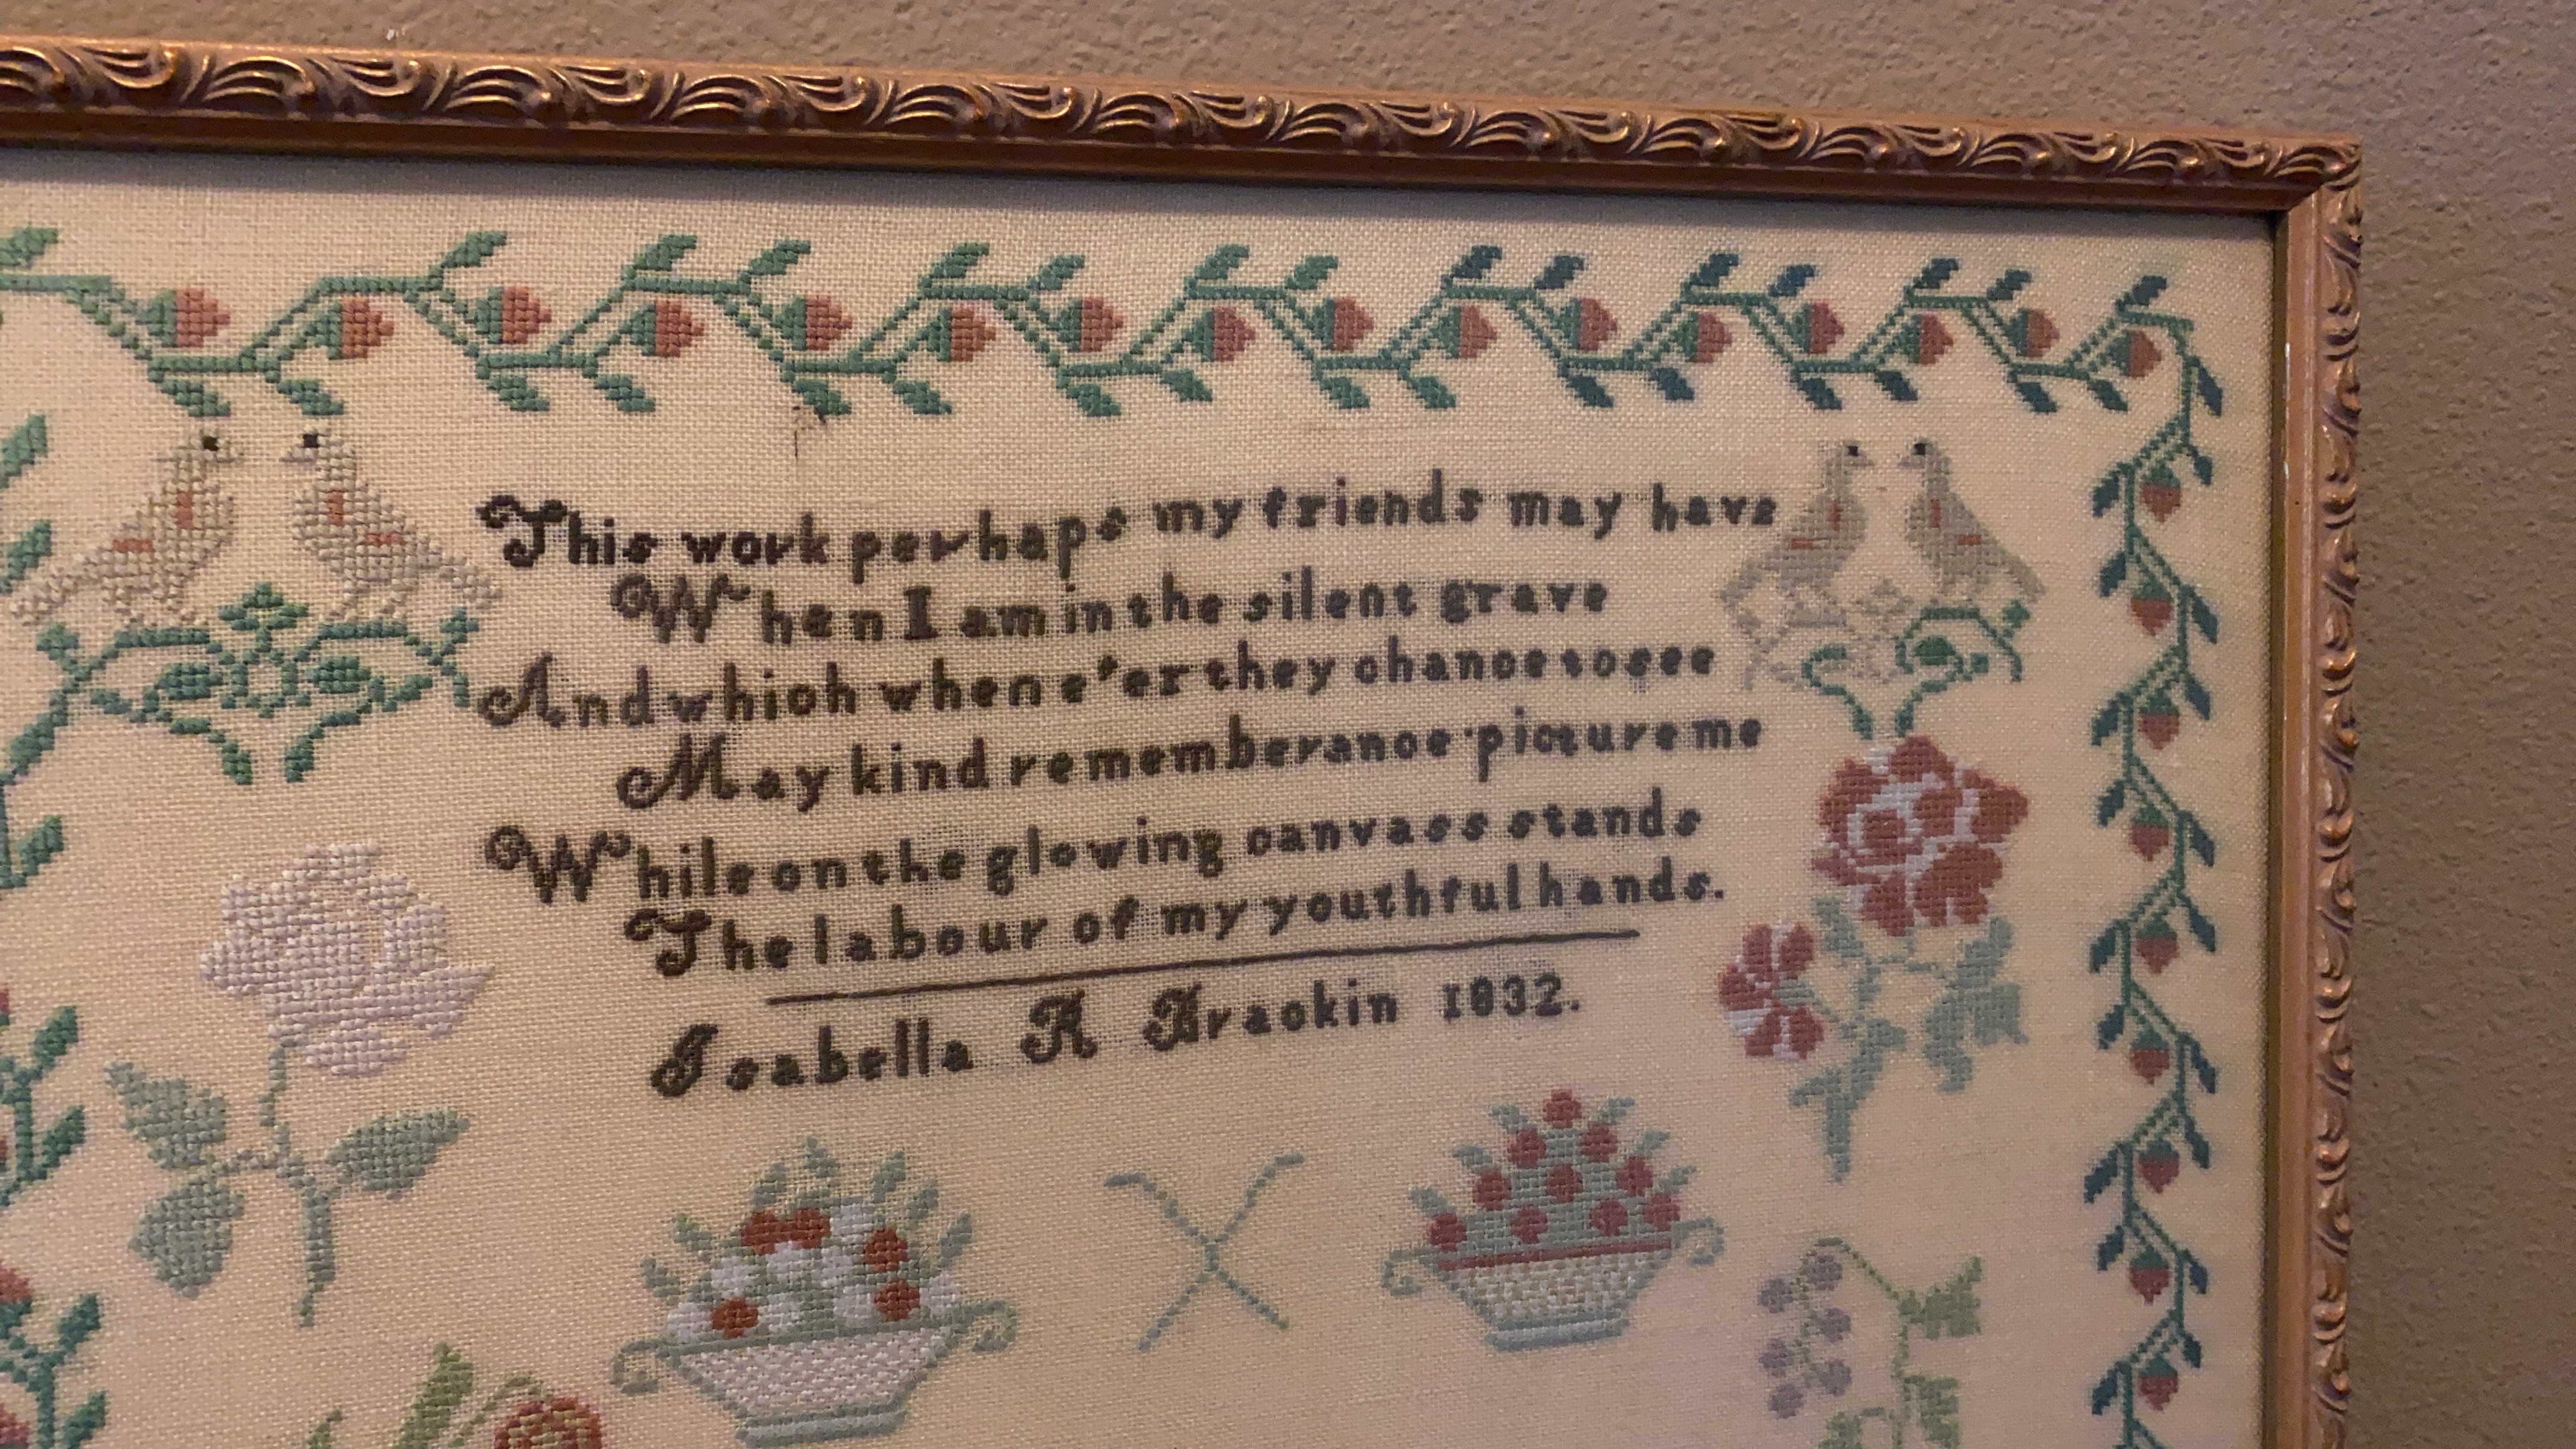 This work perhaps my friends may have
When I am in the silent grave
And which when e'er they chance to see
May kind rememberance picture me
While on the glowing canvass stands
The labour of my youthful hands.
Isabella K Krackin 1832.